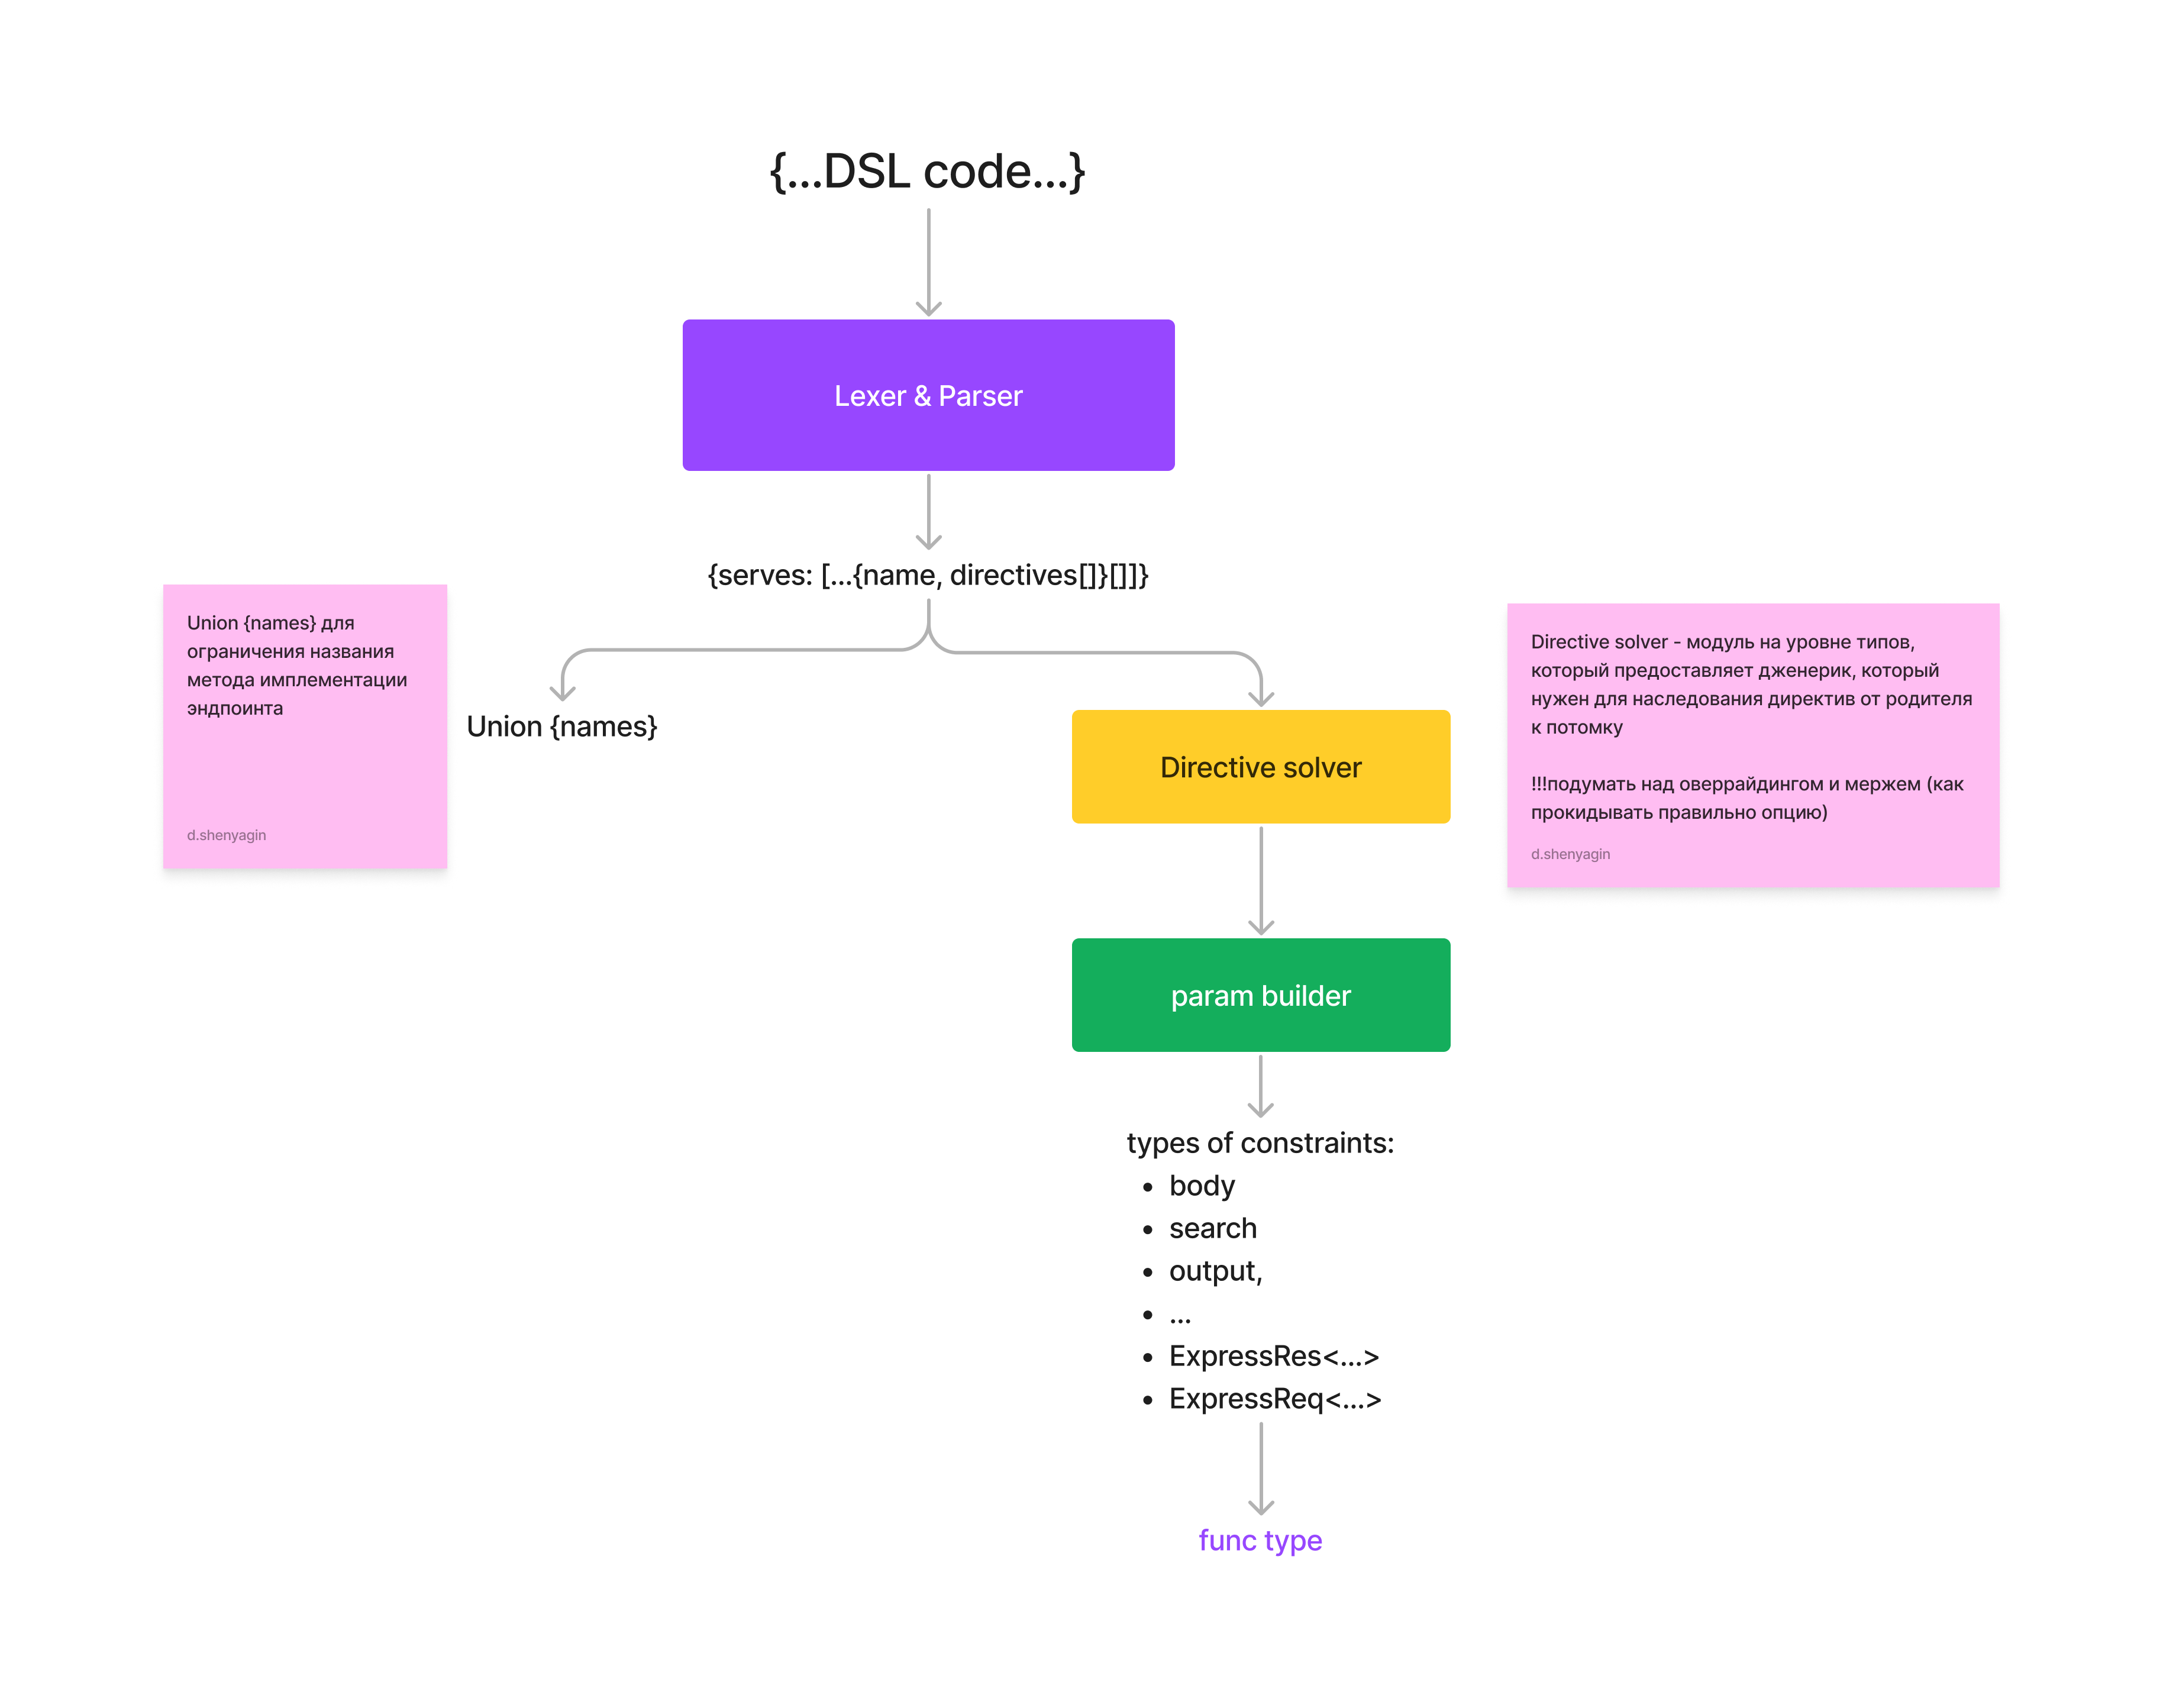 {...DSL code...}
Lexer & Parser
{serves: [...{name, directives[]}[]]}
Union {names} для
ограничения названия
метода имплементации
эндпоинта
d.shenyagin
Union {names}
Directive solver
Directive solver - модуль на уровне типов,
который предоставляет дженерик, который
нужен для наследования директив от родителя
к потомку
!!!подумать над оверрайдингом и мержем (как
прокидывать правильно опцию)
d.shenyagin
param builder
types of constraints:
• body
• search
• output,
• ...
• ExpressRes<...>
• ExpressReq<...>
func type